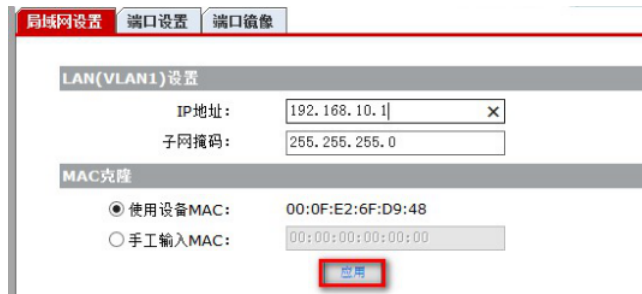 局域网设置 端口设置 端口镜像
LAN(VLAN1)设置
IP地址： 192.168.10.1
子网掩码： 255.255.255.0
MAC克隆
使用设备MAC： 00:0F:E2:6F:D9:48
手工输入MAC： 00:00:00:00:00:00
应用